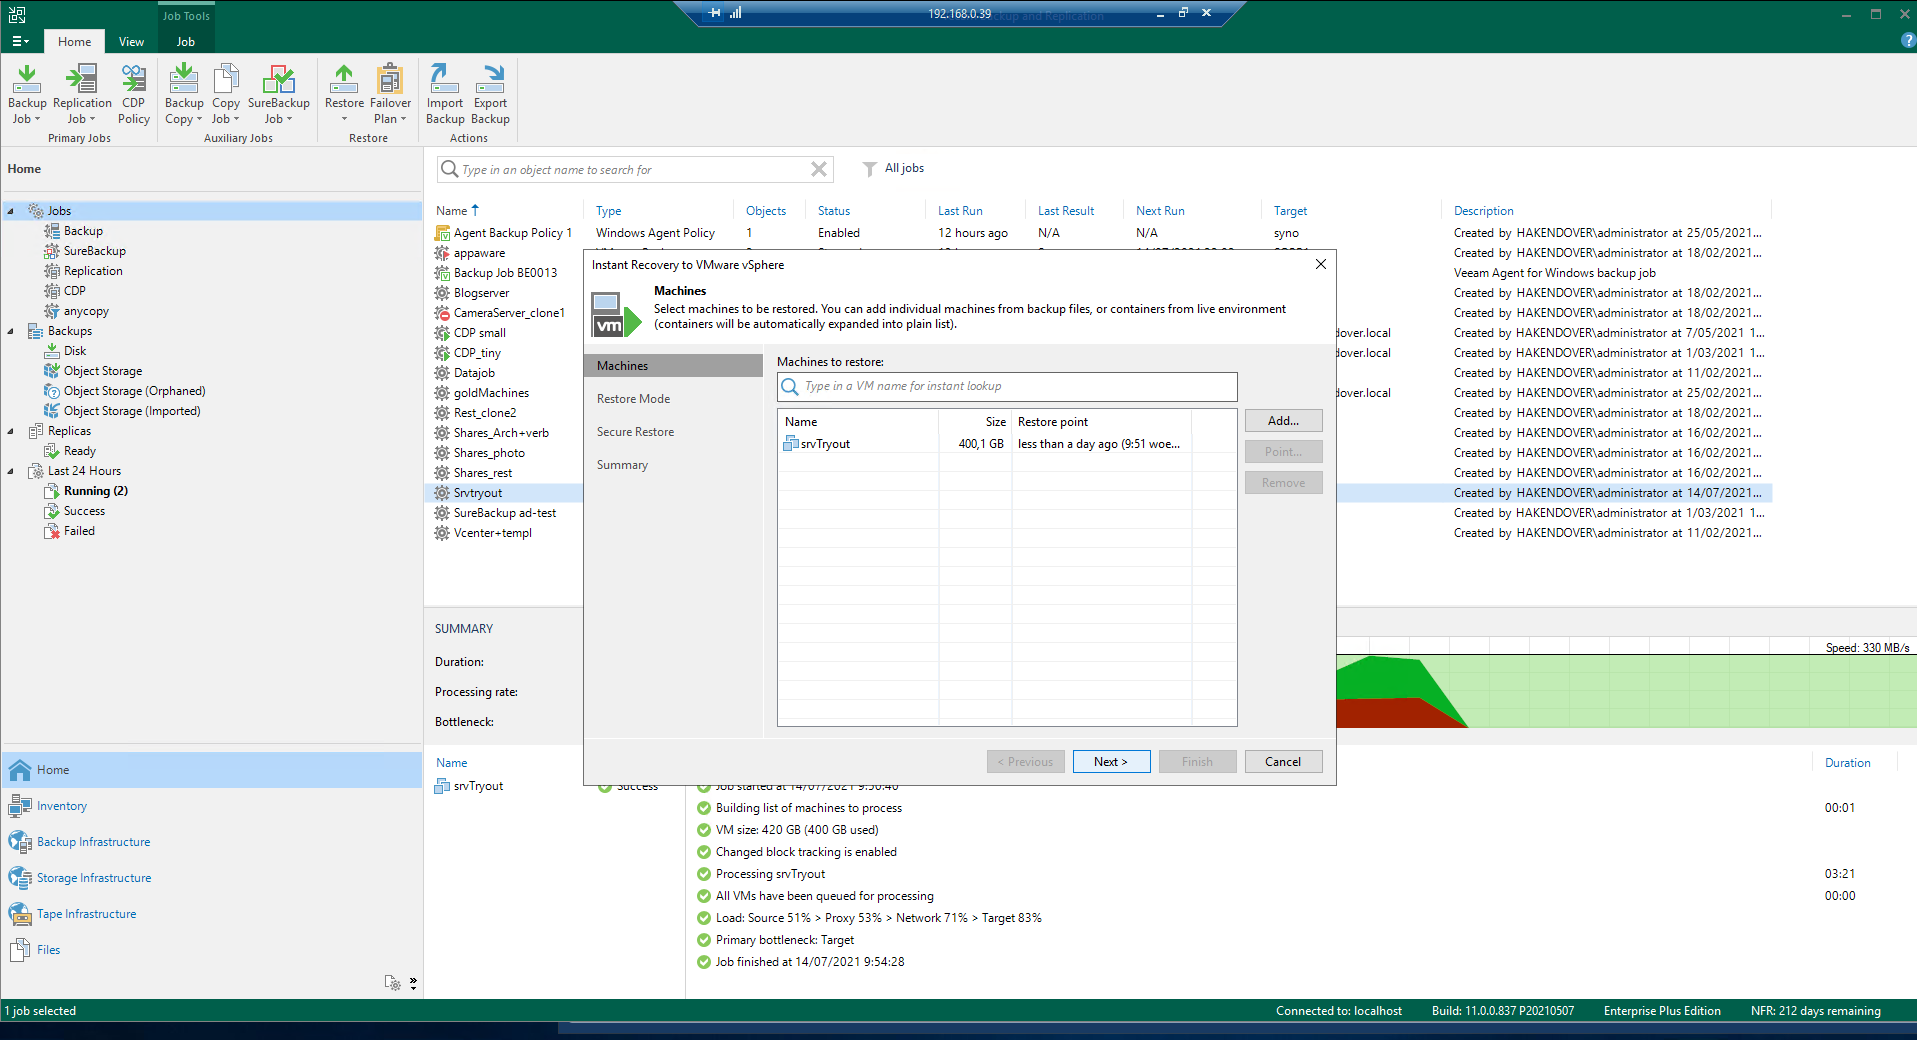 Job Tools
192.168.0.39
ckup and Replication
Home
View
Job
Backup Job
Replication Job
CDP Policy
Primary Jobs
Backup Copy
Copy Job
SureBackup Job
Auxiliary Jobs
Restore
Failover Plan
Restore
Import Backup
Export Backup
Actions
Home
Jobs
Backup
SureBackup
Replication
CDP
anycopy
Backups
Disk
Object Storage
Object Storage (Orphaned)
Object Storage (Imported)
Replicas
Ready
Last 24 Hours
Running (2)
Success
Failed
Home
Inventory
Backup Infrastructure
Storage Infrastructure
Tape Infrastructure
Files
Type in an object name to search for
All jobs
Name Type Objects Status Last Run Last Result Next Run Target Description
Agent Backup Policy 1 Windows Agent Policy 1 Enabled 12 hours ago N/A N/A syno Created by HAKENDOVER\administrator at 25/05/2021...
appaware Created by HAKENDOVER\administrator at 18/02/2021...
Backup Job BE0013 Veeam Agent for Windows backup job
Blogserver Created by HAKENDOVER\administrator at 18/02/2021...
CameraServer_clone1 Created by HAKENDOVER\administrator at 18/02/2021...
CDP small dover.local Created by HAKENDOVER\administrator at 7/05/2021 1...
CDP_tiny dover.local Created by HAKENDOVER\administrator at 1/03/2021 1...
Datajob Created by HAKENDOVER\administrator at 11/02/2021...
goldMachines dover.local Created by HAKENDOVER\administrator at 25/02/2021...
Rest_clone2 Created by HAKENDOVER\administrator at 18/02/2021...
Shares_Arch+verb Created by HAKENDOVER\administrator at 16/02/2021...
Shares_photo Created by HAKENDOVER\administrator at 16/02/2021...
Shares_rest Created by HAKENDOVER\administrator at 16/02/2021...
Srvtryout Created by HAKENDOVER\administrator at 14/07/2021...
SureBackup ad-test Created by HAKENDOVER\administrator at 1/03/2021 1...
Vcenter+templ Created by HAKENDOVER\administrator at 11/02/2021...
Instant Recovery to VMware vSphere
vm
Machines
Select machines to be restored. You can add individual machines from backup files, or containers from live environment
(containers will be automatically expanded into plain list).
Machines
Restore Mode
Secure Restore
Summary
Machines to restore:
Type in a VM name for instant lookup
Name Size Restore point
srvTryout 400,1 GB less than a day ago (9:51 woe...
Add...
Point...
Remove
< Previous
Next >
Finish
Cancel
SUMMARY
Duration:
Processing rate:
Bottleneck:
Speed: 330 MB/s
Name
Duration
srvTryout Success
Job started at 14/07/2021 9:50:40
Building list of machines to process 00:01
VM size: 420 GB (400 GB used)
Changed block tracking is enabled
Processing srvTryout 03:21
All VMs have been queued for processing 00:00
Load: Source 51% > Proxy 53% > Network 71% > Target 83%
Primary bottleneck: Target
Job finished at 14/07/2021 9:54:28
1 job selected
Connected to: localhost
Build: 11.0.0.837 P20210507
Enterprise Plus Edition
NFR: 212 days remaining